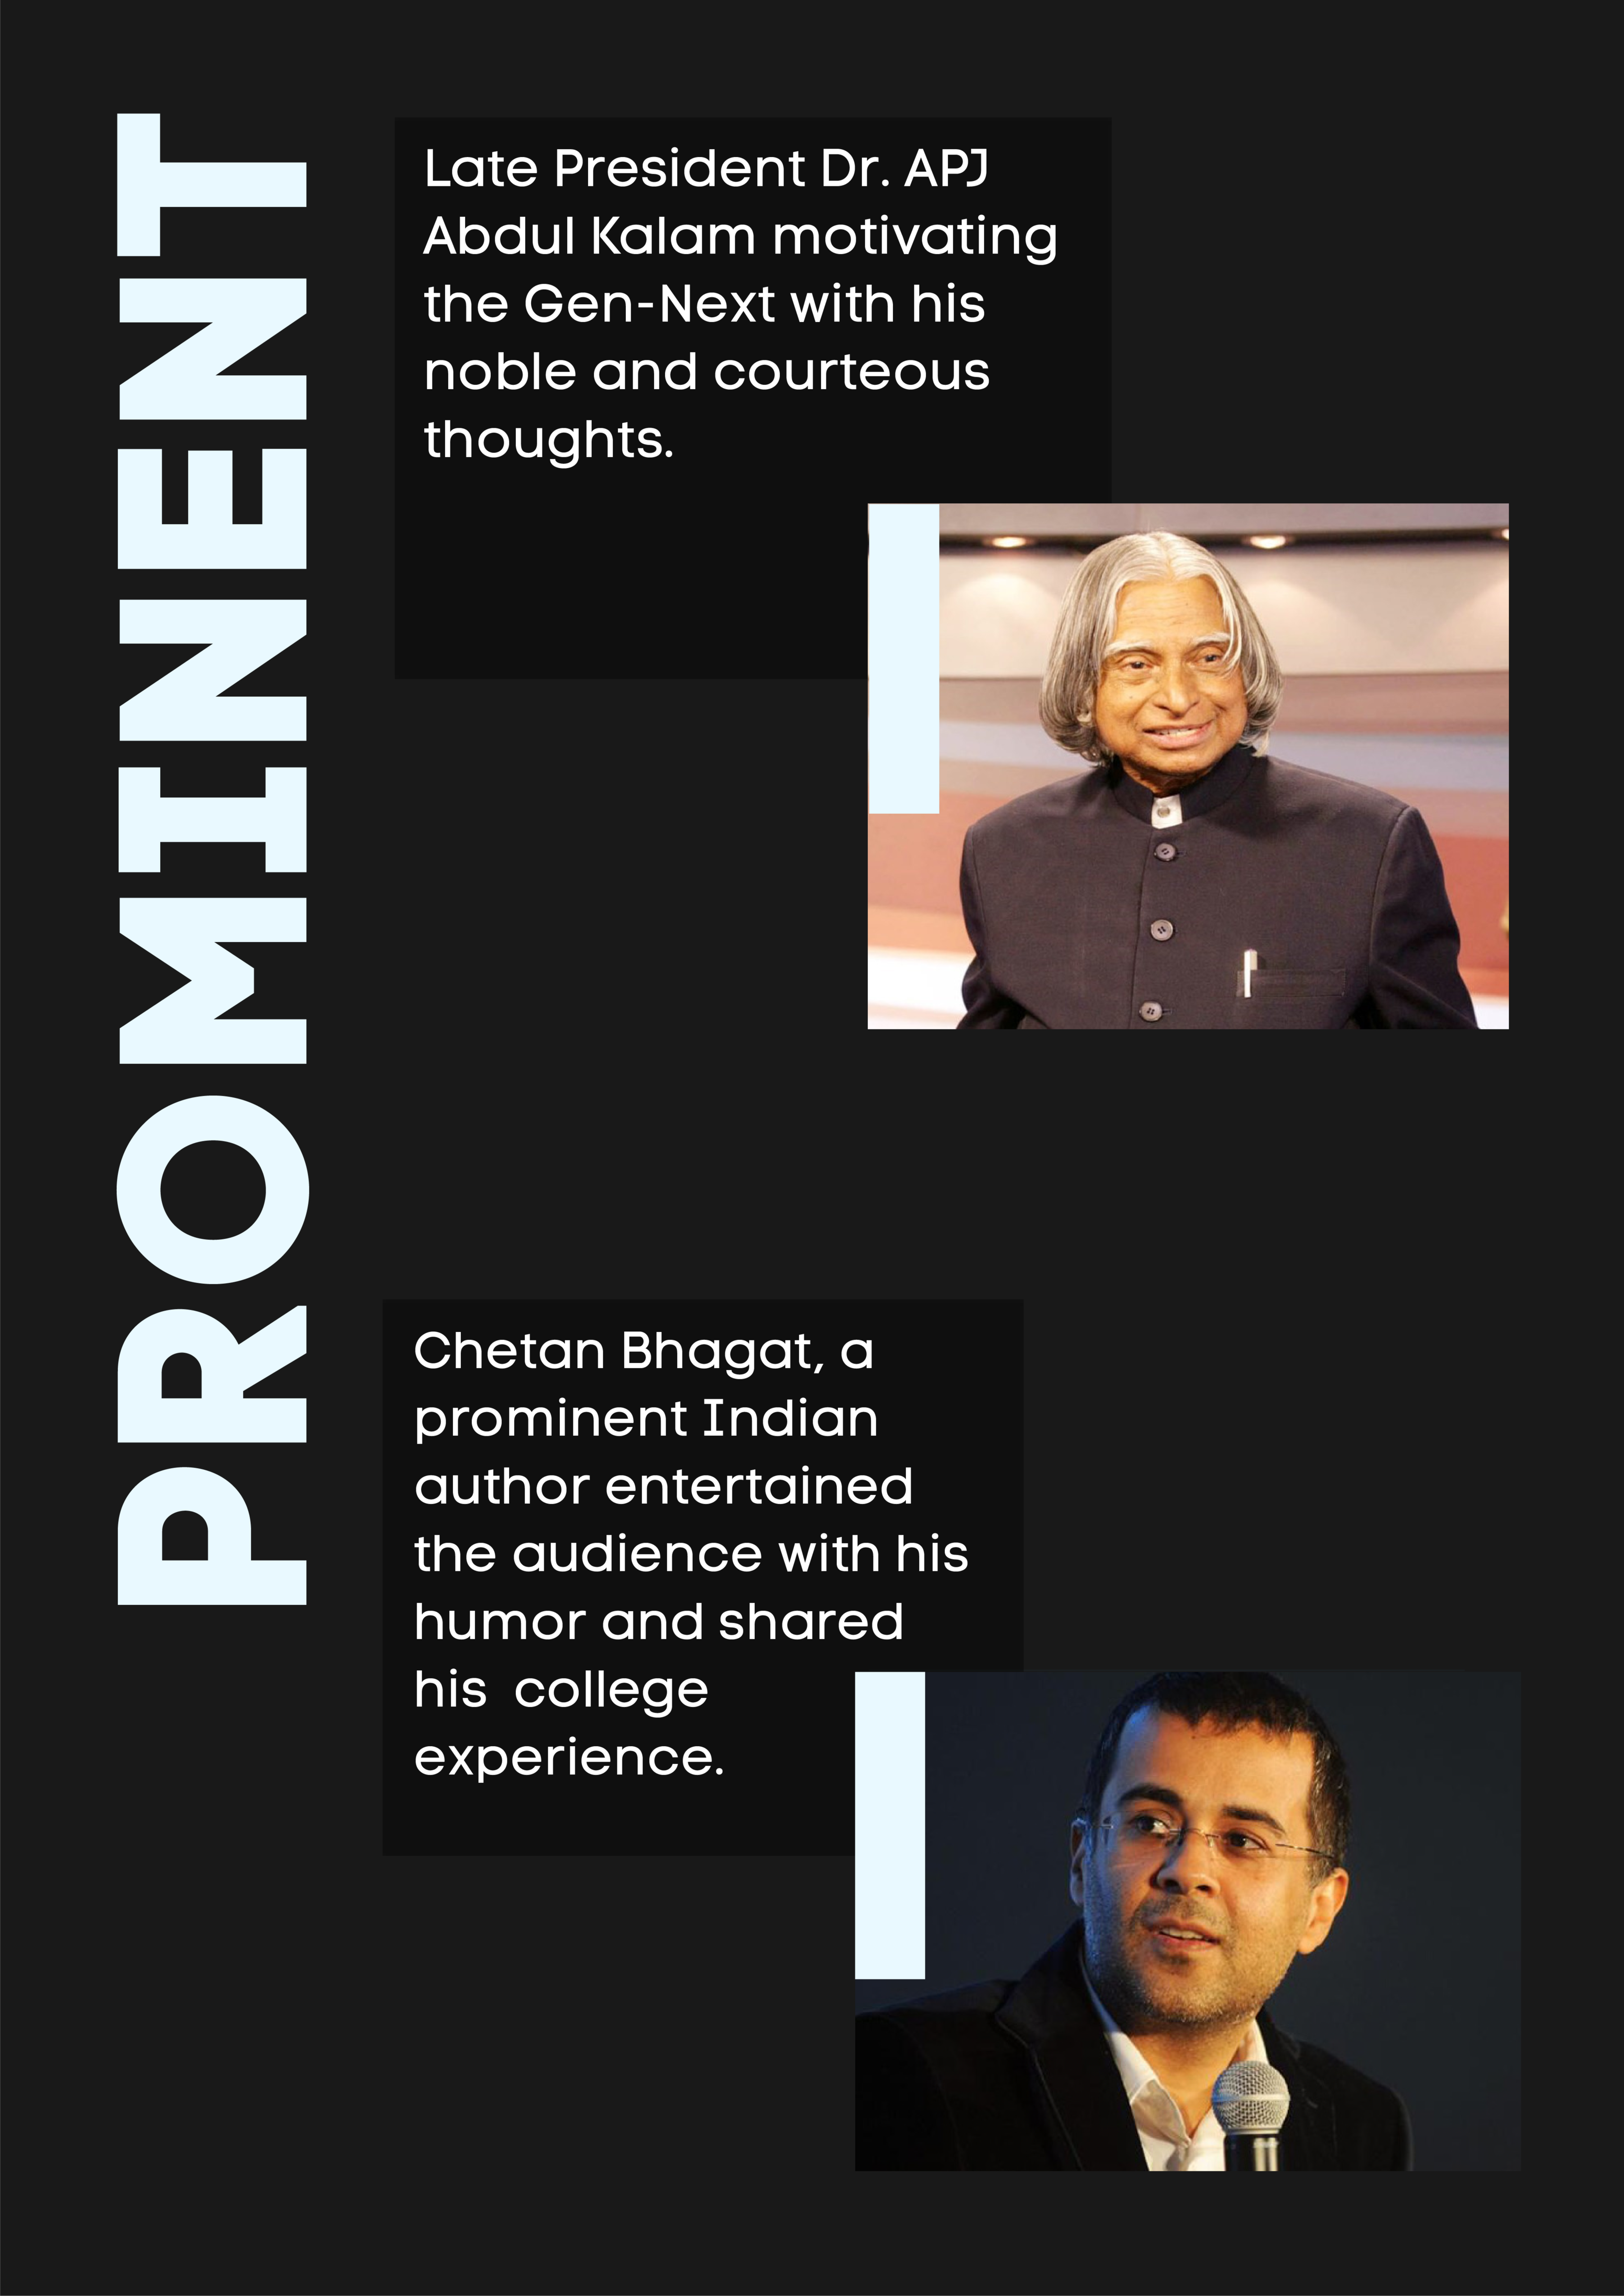 PROMINENT
Late President Dr. APJ
Abdul Kalam motivating
the Gen-Next with his
noble and courteous
thoughts.
Chetan Bhagat, a
prominent Indian
author entertained
the audience with his
humor and shared
his  college
experience.